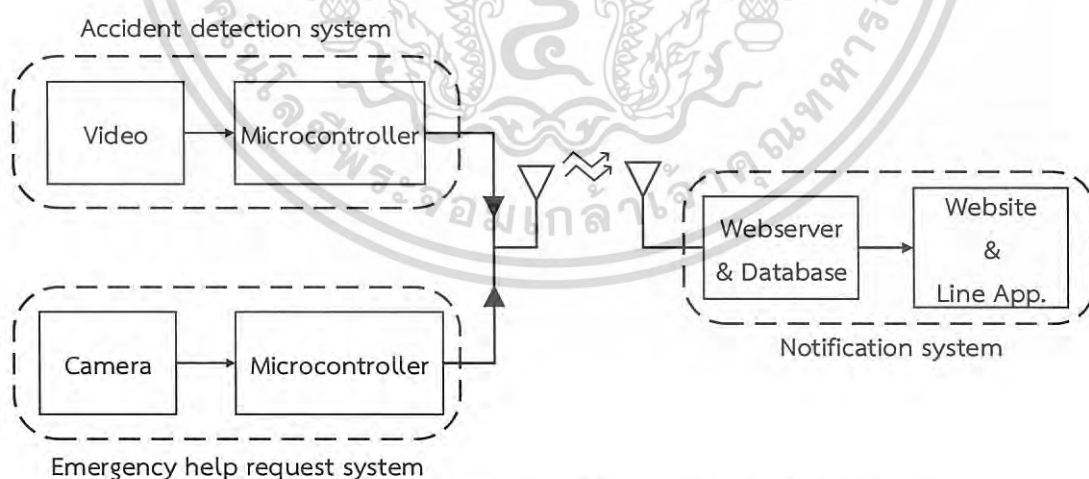 Accident detection system
Video
Microcontroller
Camera
Microcontroller
Emergency help request system
Webserver
& Database
Website
&
Line App.
Notification system